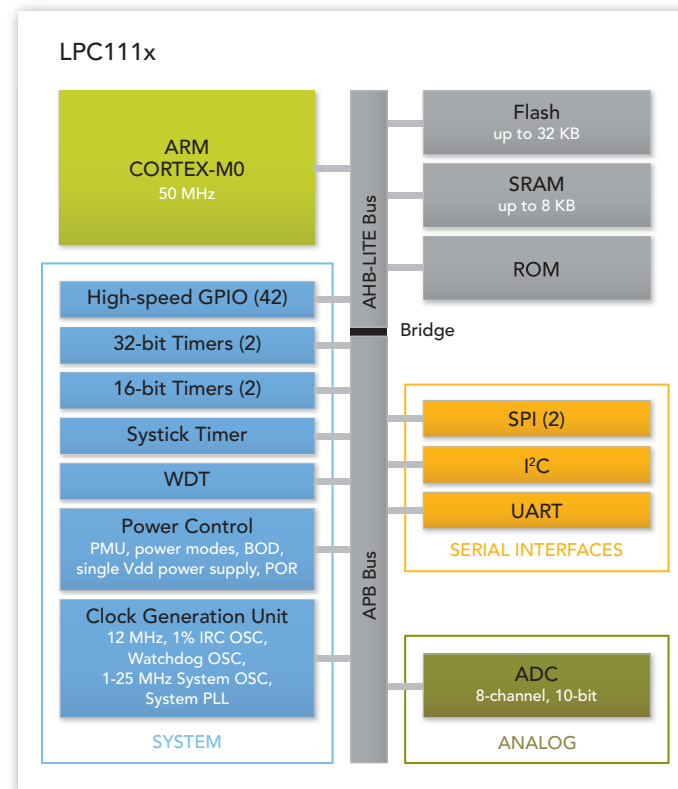 LPC111x
ARM
CORTEX-M0
50 MHz
AHB-LITE Bus
Flash
up to 32 KB
SRAM
up to 8 KB
ROM
High-speed GPIO (42)
Bridge
32-bit Timers (2)
16-bit Timers (2)
Systick Timer
WDT
Power Control
PMU, power modes, BOD,
single Vdd power supply, POR
Clock Generation Unit
12 MHz, 1% IRC OSC,
Watchdog OSC,
1-25 MHz System OSC,
System PLL
SYSTEM
APB Bus
SPI (2)
I²C
UART
SERIAL INTERFACES
ADC
8-channel, 10-bit
ANALOG